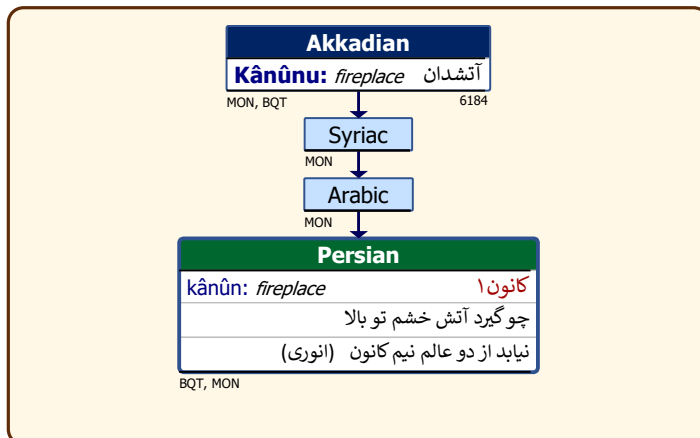 Akkadian
Kânûnu: fireplace آتشدان
MON, BQT 6184
Syriac
MON
Arabic
MON
Persian
kânûn: fireplace کانون۱
چو گیرد آتش خشم تو بالا
نیابد از دو عالم نیم کانون (انوری)
BQT, MON